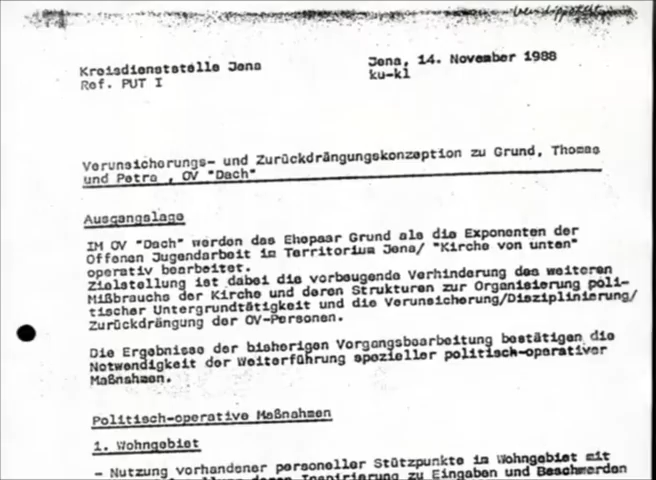 Kreisdienststelle Jena
Ref. PUT I
Jena, 14. November 1988
ku-kl
Verunsicherungs- und Zurückdrängungskonzeption zu Grund, Thomas
und Petra , OV "Dach"
Ausgangslage
IM OV "Dach" werden das Ehepaar Grund als die Exponenten der
Offenen Jugendarbeit im Territorium Jena/ "Kirche von unten"
operativ bearbeitet.
Zielstellung ist dabei die vorbeugende Verhinderung des weiteren
Mißbrauchs der Kirche und deren Strukturen zur Organisierung poli-
tischer Untergrundtätigkeit und die Verunsicherung/Disziplinierung/
Zurückdrängung der OV-Personen.
Die Ergebnisse der bisherigen Vorgangsbearbeitung bestätigen die
Notwendigkeit der Weiterführung spezieller politisch-operativer
Maßnahmen.
Politisch-operative Maßnahmen
1. Wohngebiet
- Nutzung vorhandener personeller Stützpunkte im Wohngebiet mit
deren Inspirierung zu Eingaben und Beschwerden